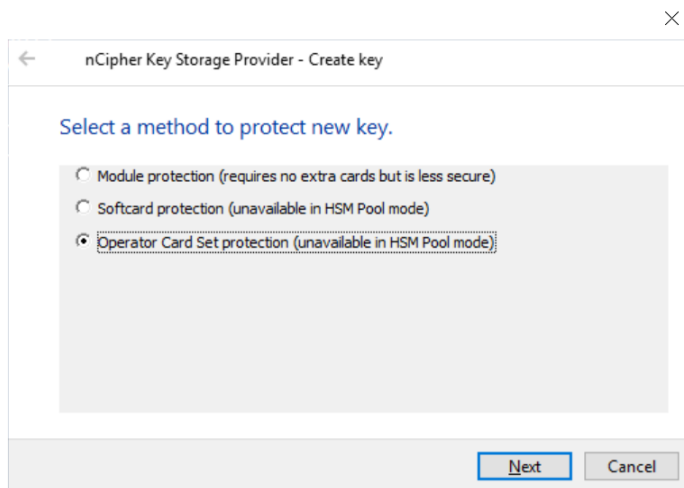 nCipher Key Storage Provider - Create key
Select a method to protect new key.
Module protection (requires no extra cards but is less secure)
Softcard protection (unavailable in HSM Pool mode)
Operator Card Set protection (unavailable in HSM Pool mode)
Next
Cancel